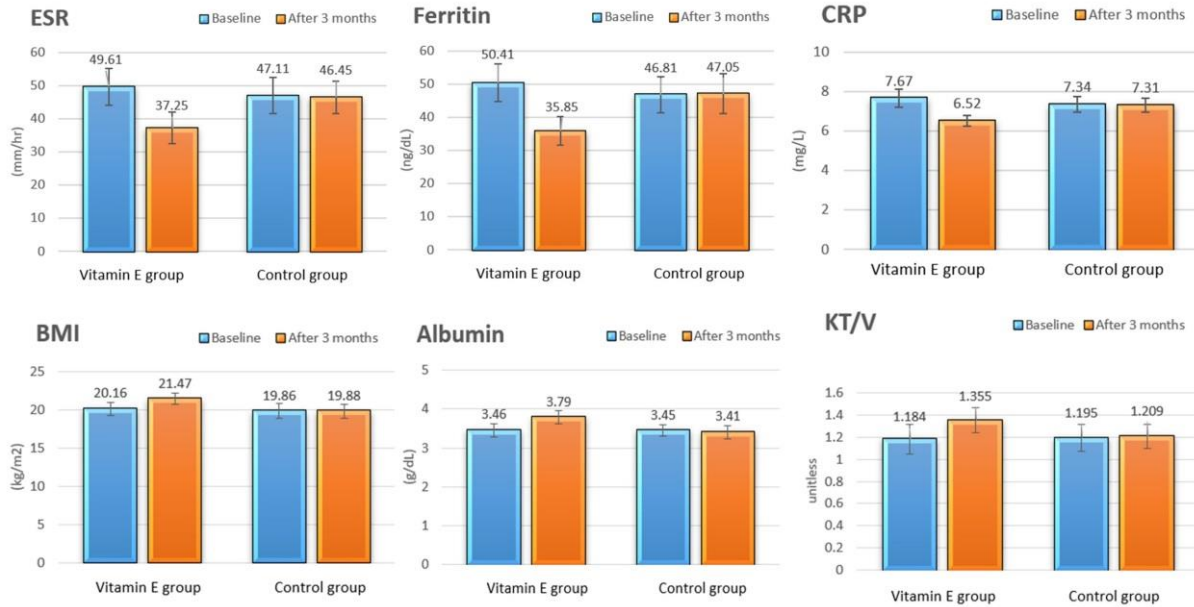 ESR
Baseline After 3 months
60
50
40
30
20
10
0
(mm/hr)
49.61
37.25
47.11
46.45
Vitamin E group Control group
Ferritin
Baseline After 3 months
60
50
40
30
20
10
0
(ng/dL)
50.41
35.85
46.81
47.05
Vitamin E group Control group
CRP
Baseline After 3 months
10
8
6
4
2
0
(mg/L)
7.67
6.52
7.34
7.31
Vitamin E group Control group
BMI
Baseline After 3 months
25
20
15
10
5
0
(kg/m2)
20.16
21.47
19.86
19.88
Vitamin E group Control group
Albumin
Baseline After 3 months
5
4
3
2
1
0
(g/dL)
3.46
3.79
3.45
3.41
Vitamin E group Control group
KT/V
Baseline After 3 months
1.6
1.4
1.2
1
0.8
0.6
0.4
0.2
0
unitless
1.184
1.355
1.195
1.209
Vitamin E group Control group